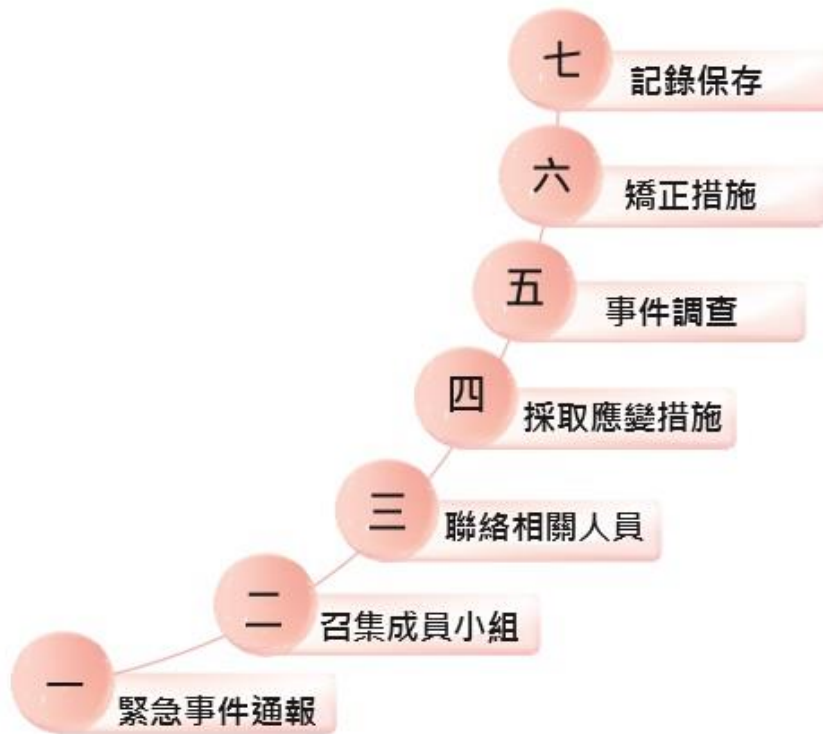 七
記錄保存
六
矯正措施
五
事件調查
四
採取應變措施
三
聯絡相關人員
二
召集成員小組
一
緊急事件通報